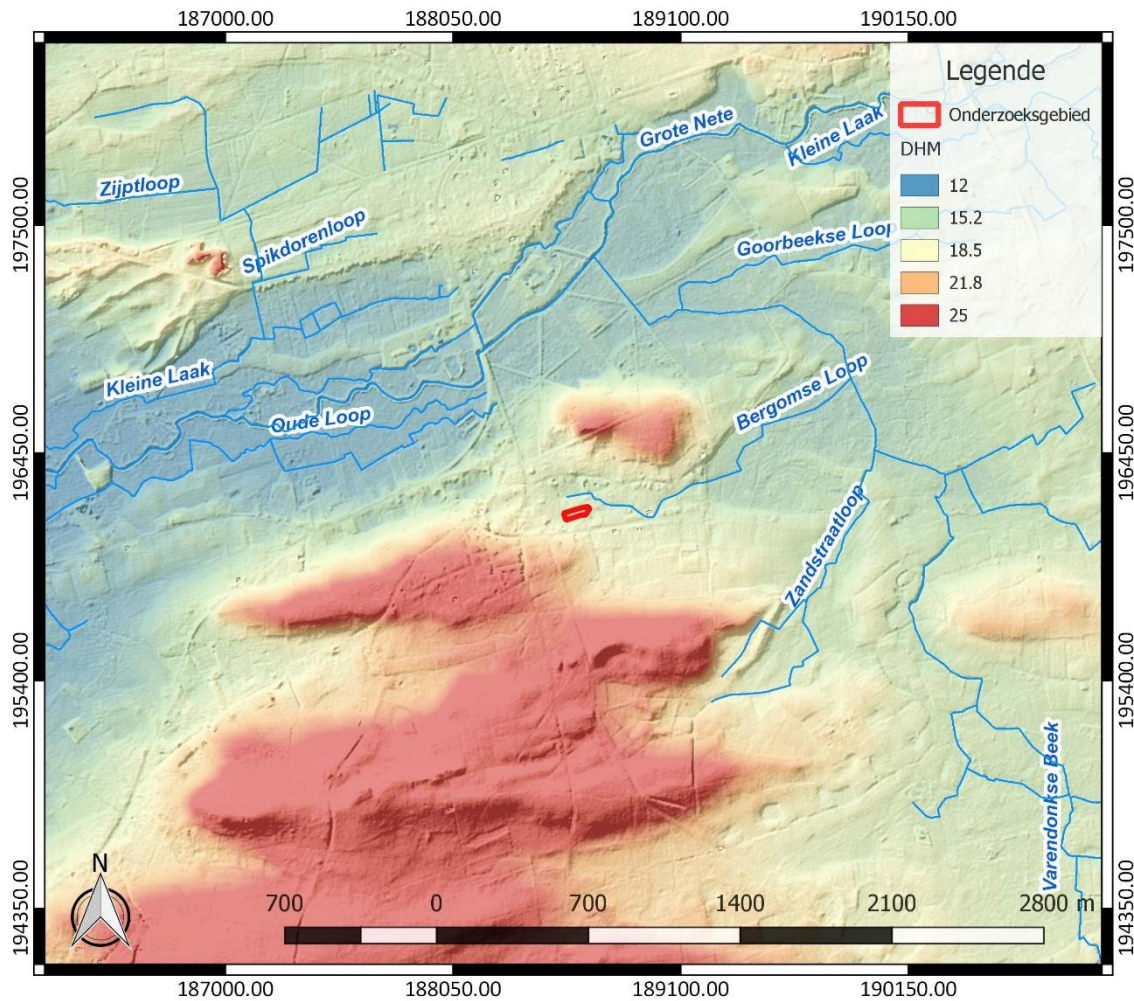 187000.00 188050.00 189100.00 190150.00
Legende
Onderzoeksgebied
DHM
12
15.2
18.5
21.8
25
Grote Nete
Kleine Laak
Zijptloop
197500.00
197500.00
Spikdorenloop
Goorbeekse Loop
Kleine Laak
Bergomse Loop
Oude Loop
196450.00
196450.00
Zandstraatloop
195400.00
195400.00
Varendonkse Beek
N
194350.00
194350.00
700 0 700 1400 2100 2800 m
187000.00 188050.00 189100.00 190150.00